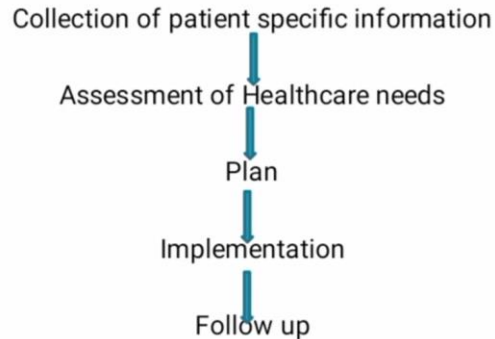 Collection of patient specific information
Assessment of Healthcare needs
Plan
Implementation
Follow up